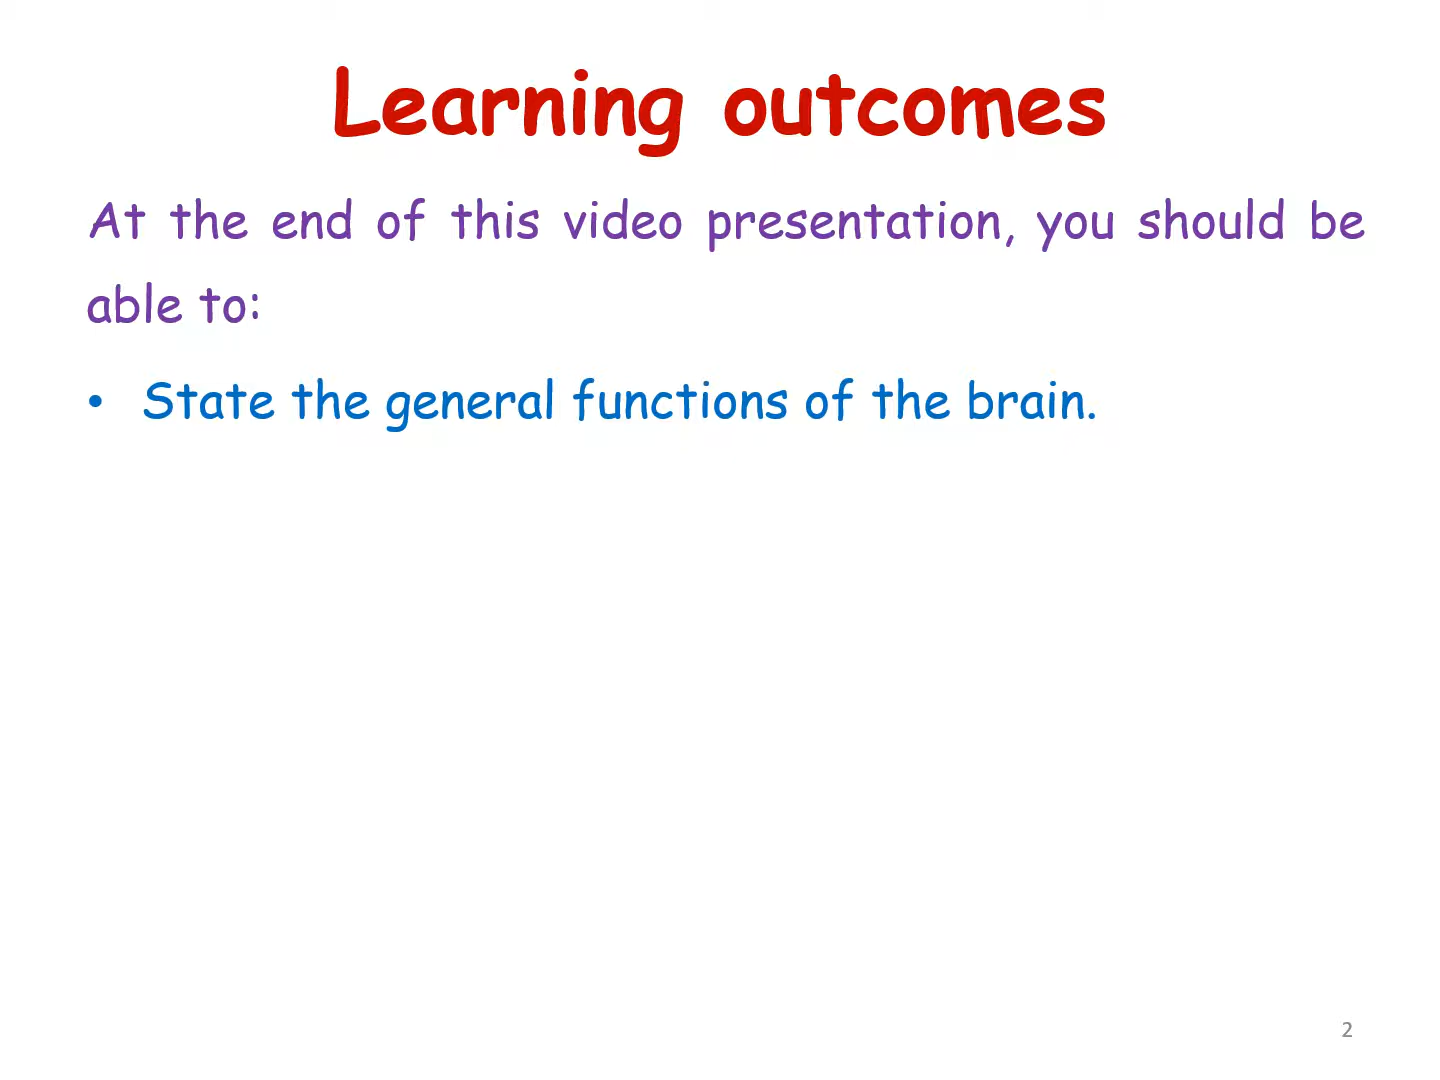 Learning outcomes
At the end of this video presentation, you should be
able to:
• State the general functions of the brain.
2